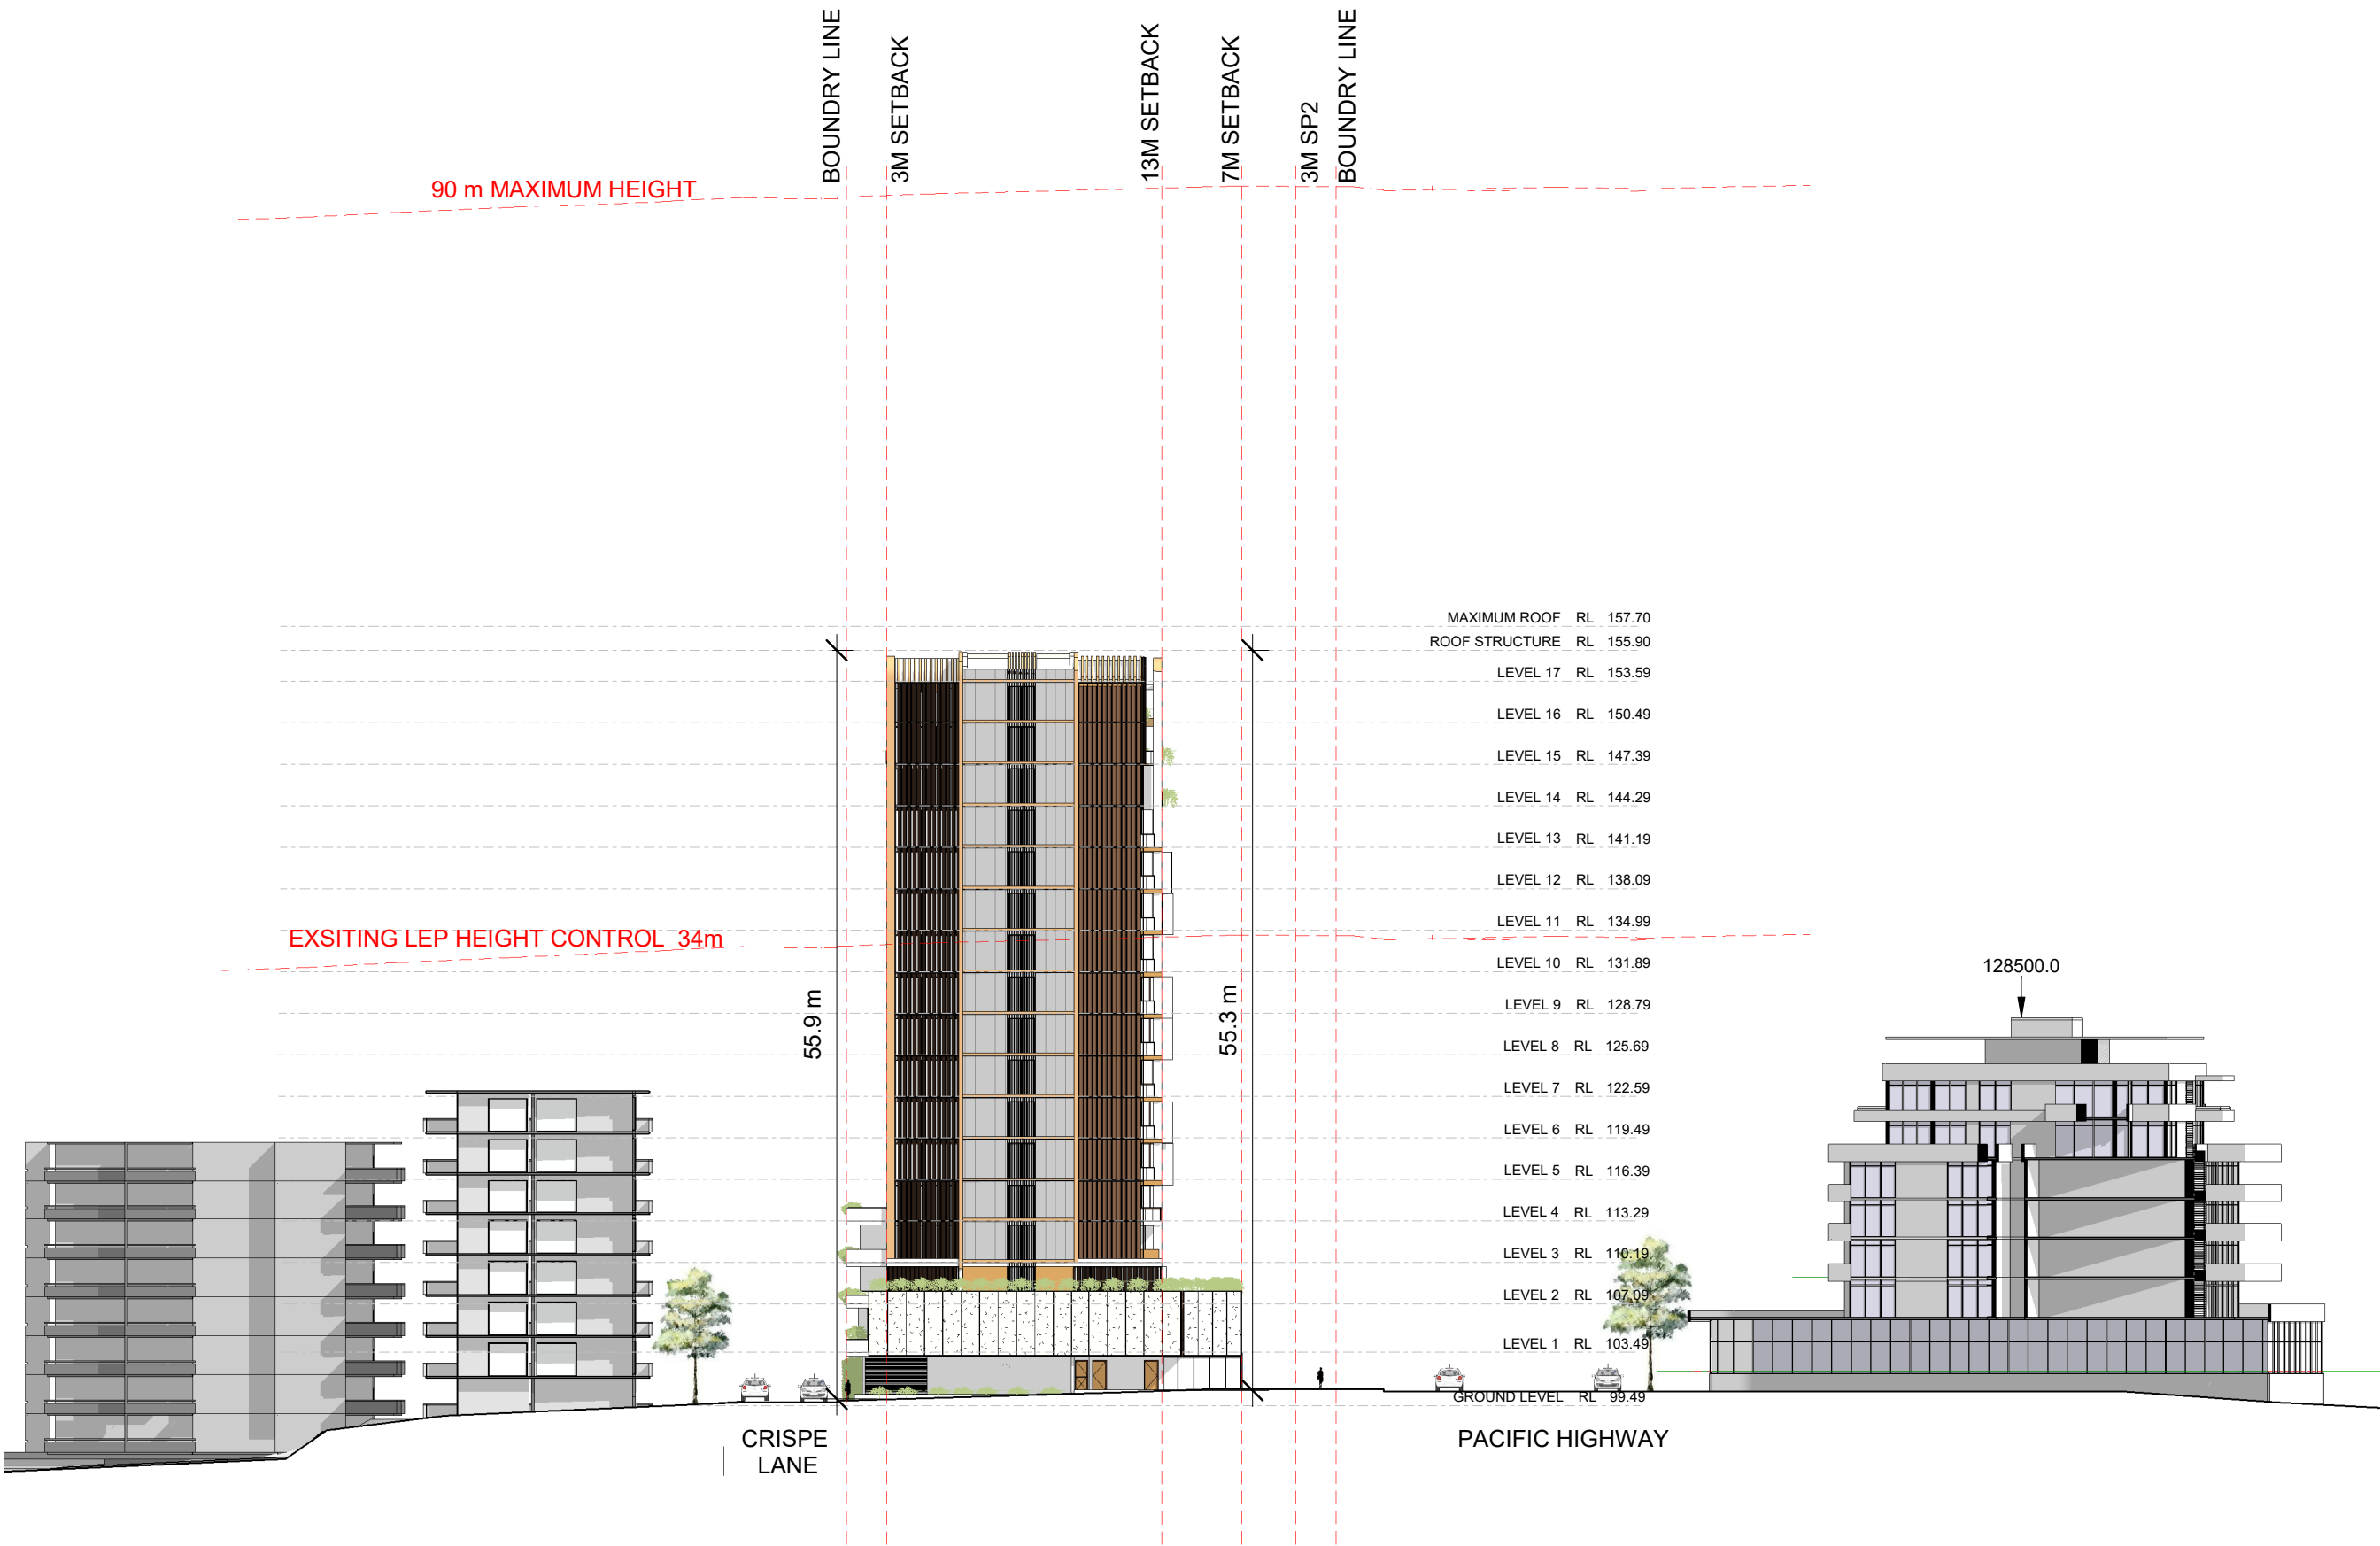 BOUNDRY LINE
3M SETBACK
13M SETBACK
7M SETBACK
3M SP2
BOUNDRY LINE
90 m MAXIMUM HEIGHT
MAXIMUM ROOF RL 157.70
ROOF STRUCTURE RL 155.90
LEVEL 17 RL 153.59
LEVEL 16 RL 150.49
LEVEL 15 RL 147.39
LEVEL 14 RL 144.29
LEVEL 13 RL 141.19
LEVEL 12 RL 138.09
LEVEL 11 RL 134.99
EXSITING LEP HEIGHT CONTROL 34m
LEVEL 10 RL 131.89
128500.0
LEVEL 9 RL 128.79
55.9 m
55.3 m
LEVEL 8 RL 125.69
LEVEL 7 RL 122.59
LEVEL 6 RL 119.49
LEVEL 5 RL 116.39
LEVEL 4 RL 113.29
LEVEL 3 RL 110.19
LEVEL 2 RL 107.09
LEVEL 1 RL 103.49
GROUND LEVEL RL 99.49
CRISPE
LANE
PACIFIC HIGHWAY